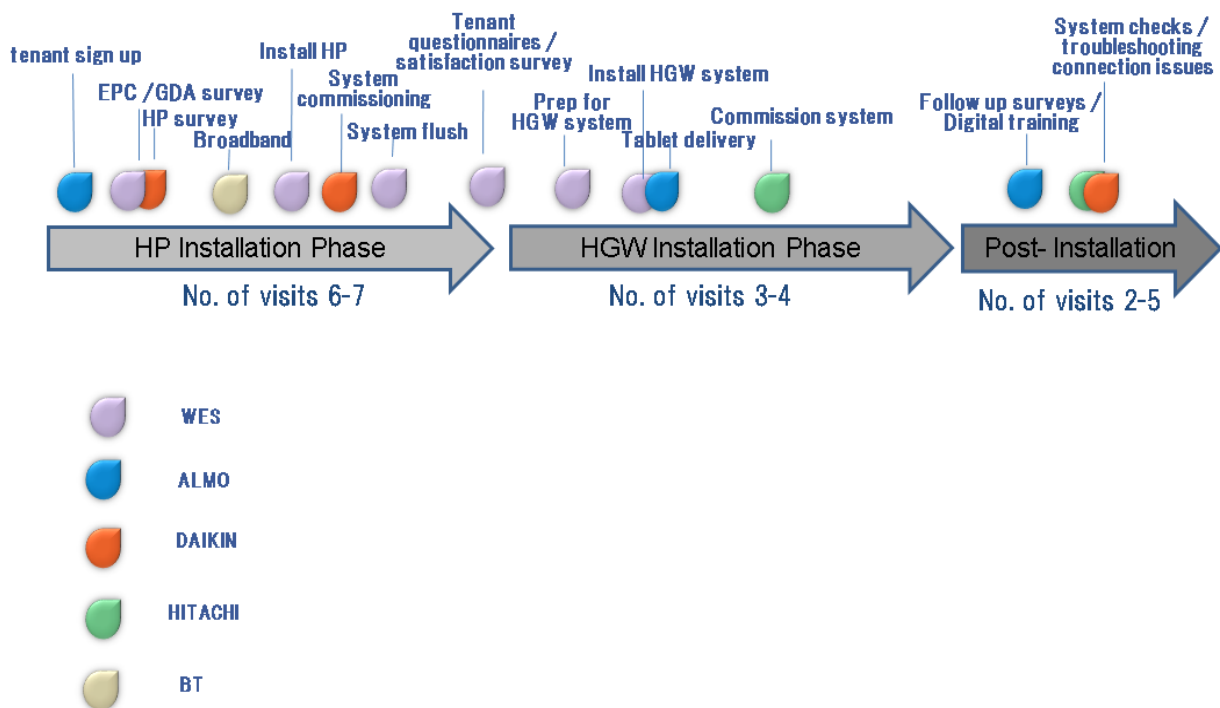 tenant sign up
EPC /GDA survey
HP survey
Broadband
Install HP
System
commissioning
System flush
Tenant
questionnaires /
satisfaction survey
Prep for
HGW system
Install HGW system
Tablet delivery
Commission system
Follow up surveys /
Digital training
System checks /
troubleshooting
connection issues
HP Installation Phase
HGW Installation Phase
Post- Installation
No. of visits 6-7
No. of visits 3-4
No. of visits 2-5
WES
ALMO
DAIKIN
HITACHI
BT